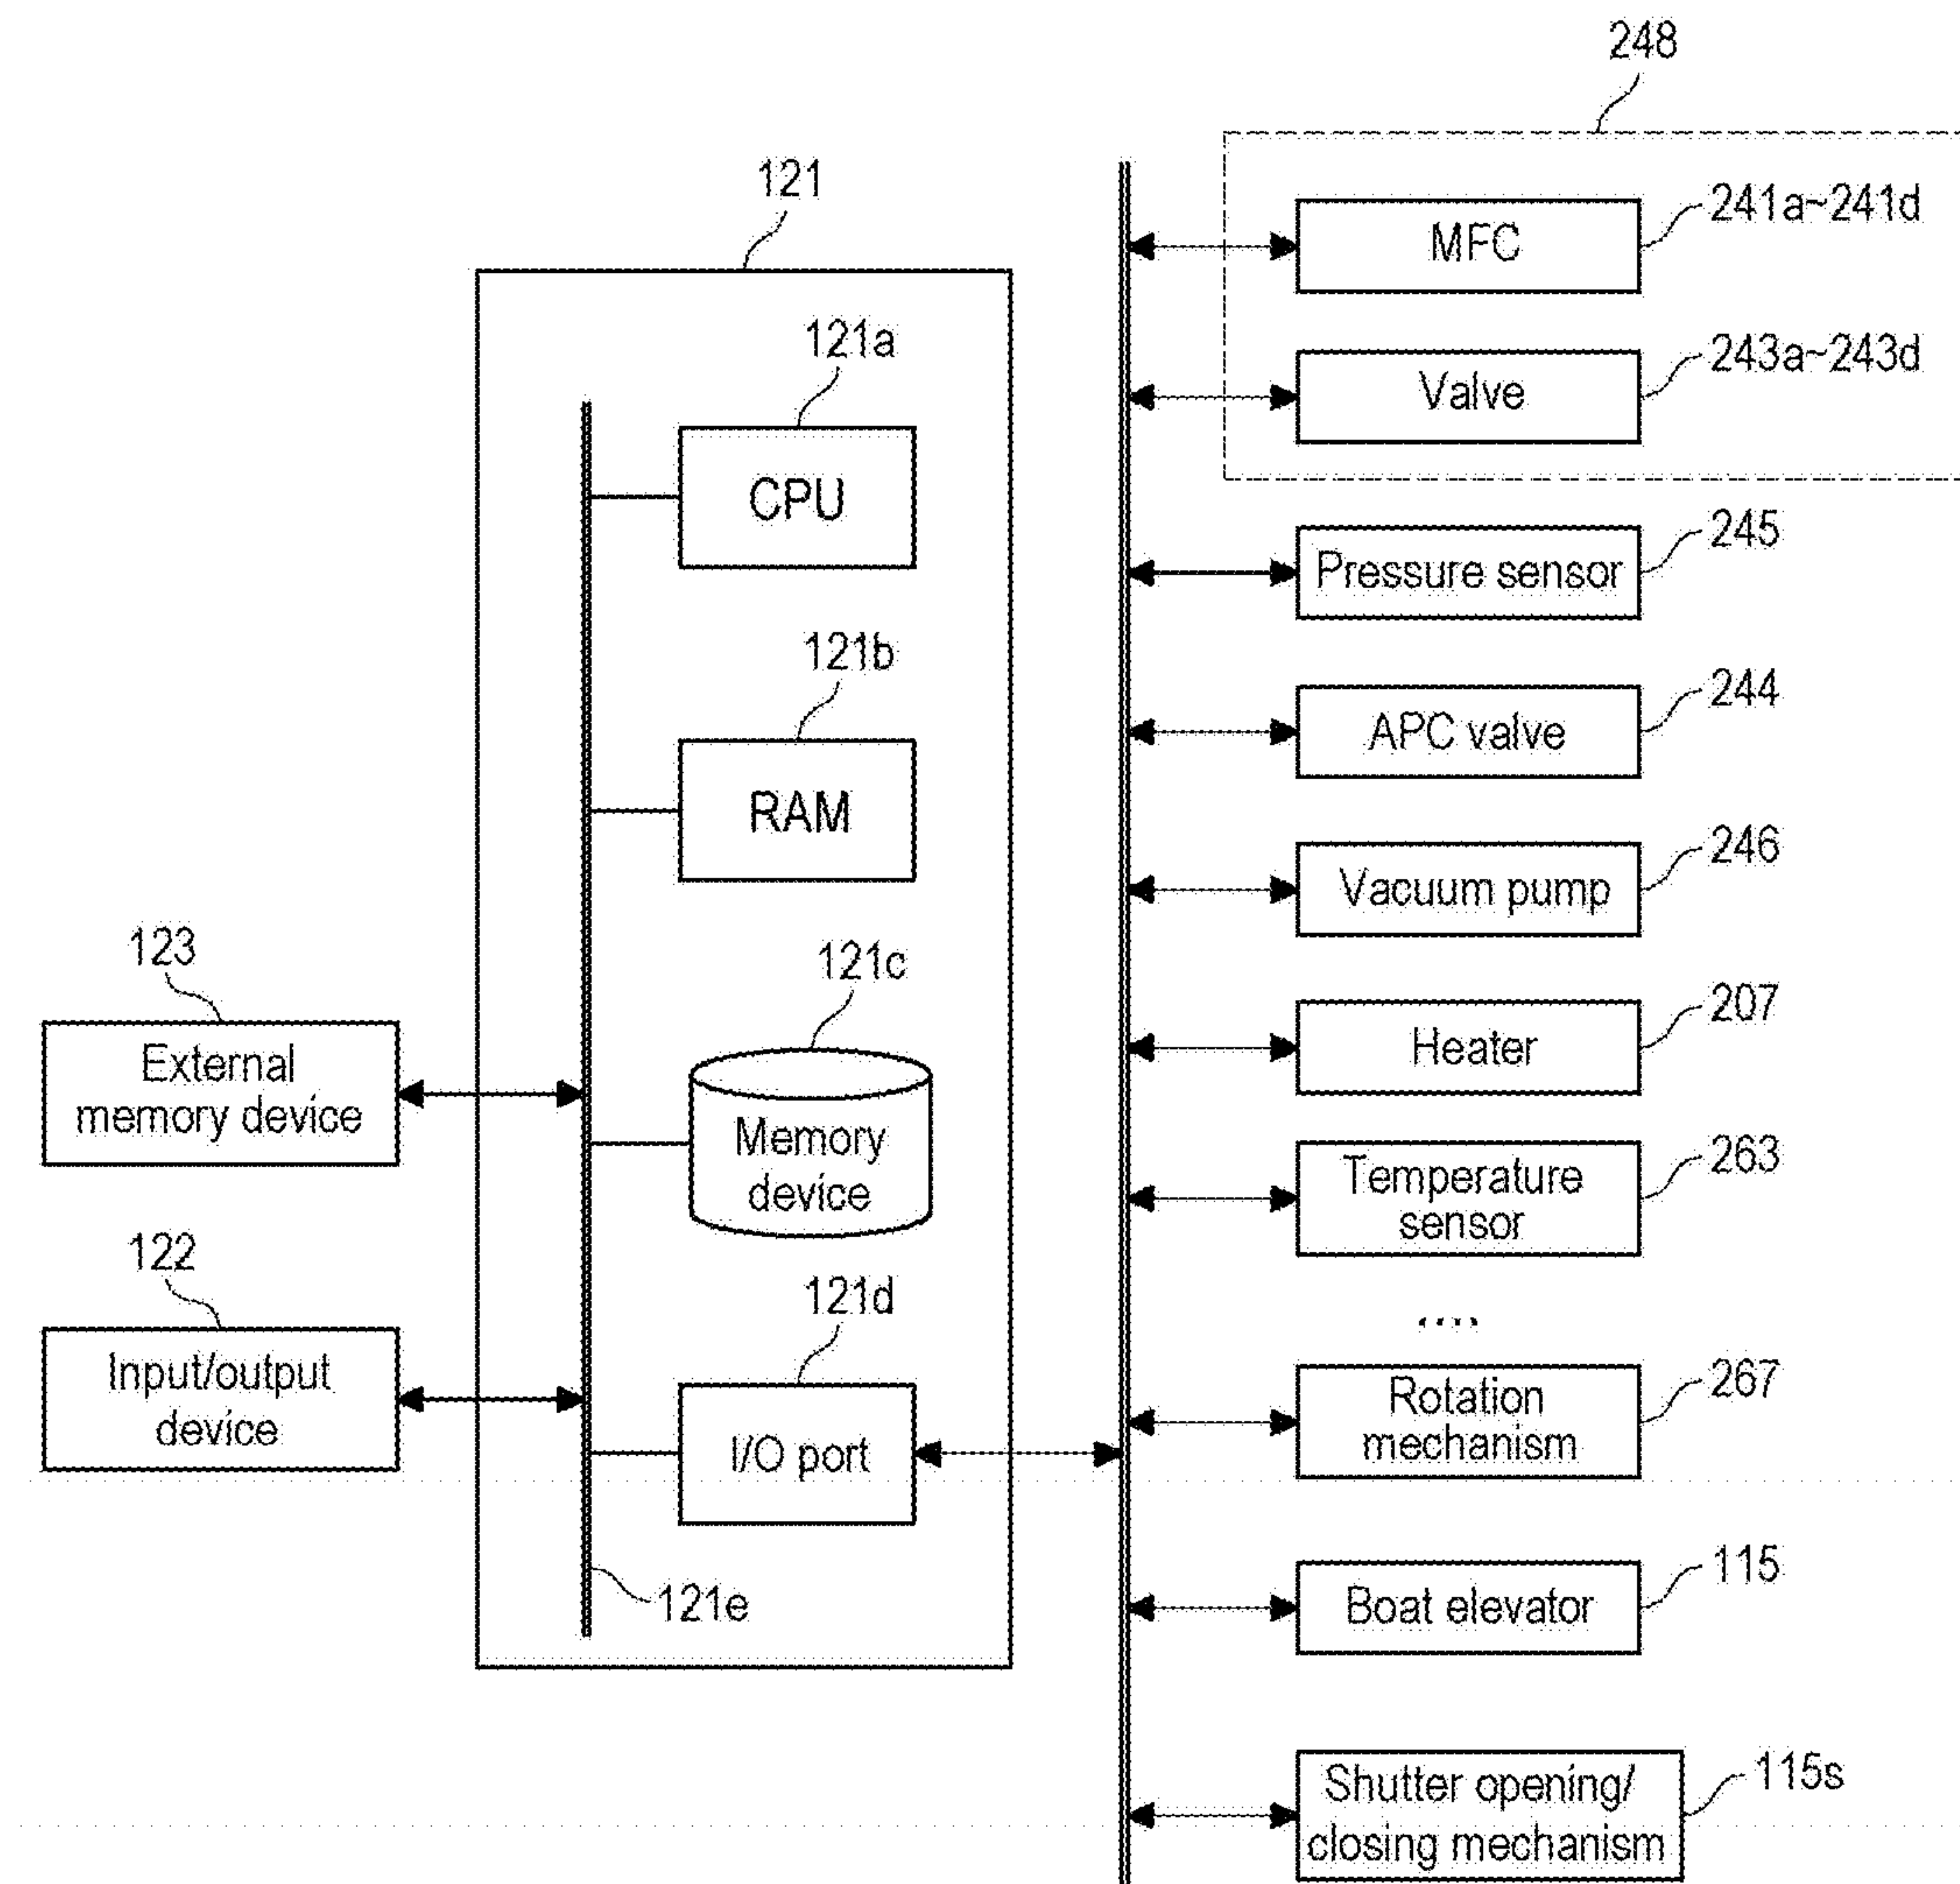 248
121
MFC
241a~241d
Valve
243a~243d
121a
CPU
Pressure sensor
245
121b
RAM
APC valve
244
Vacuum pump
246
123
External
memory device
121c
Memory
device
Heater
207
Temperature
sensor
263
122
Input/output
device
121d
I/O port
....
Rotation
mechanism
267
121e
Boat elevator
115
Shutter opening/
closing mechanism
115s